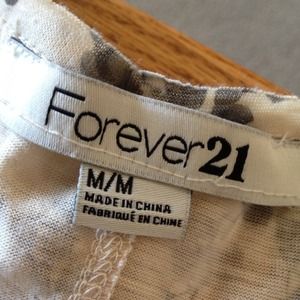 Forever21
M/M
MADE IN CHINA
FABRIQUÉ EN CHINE